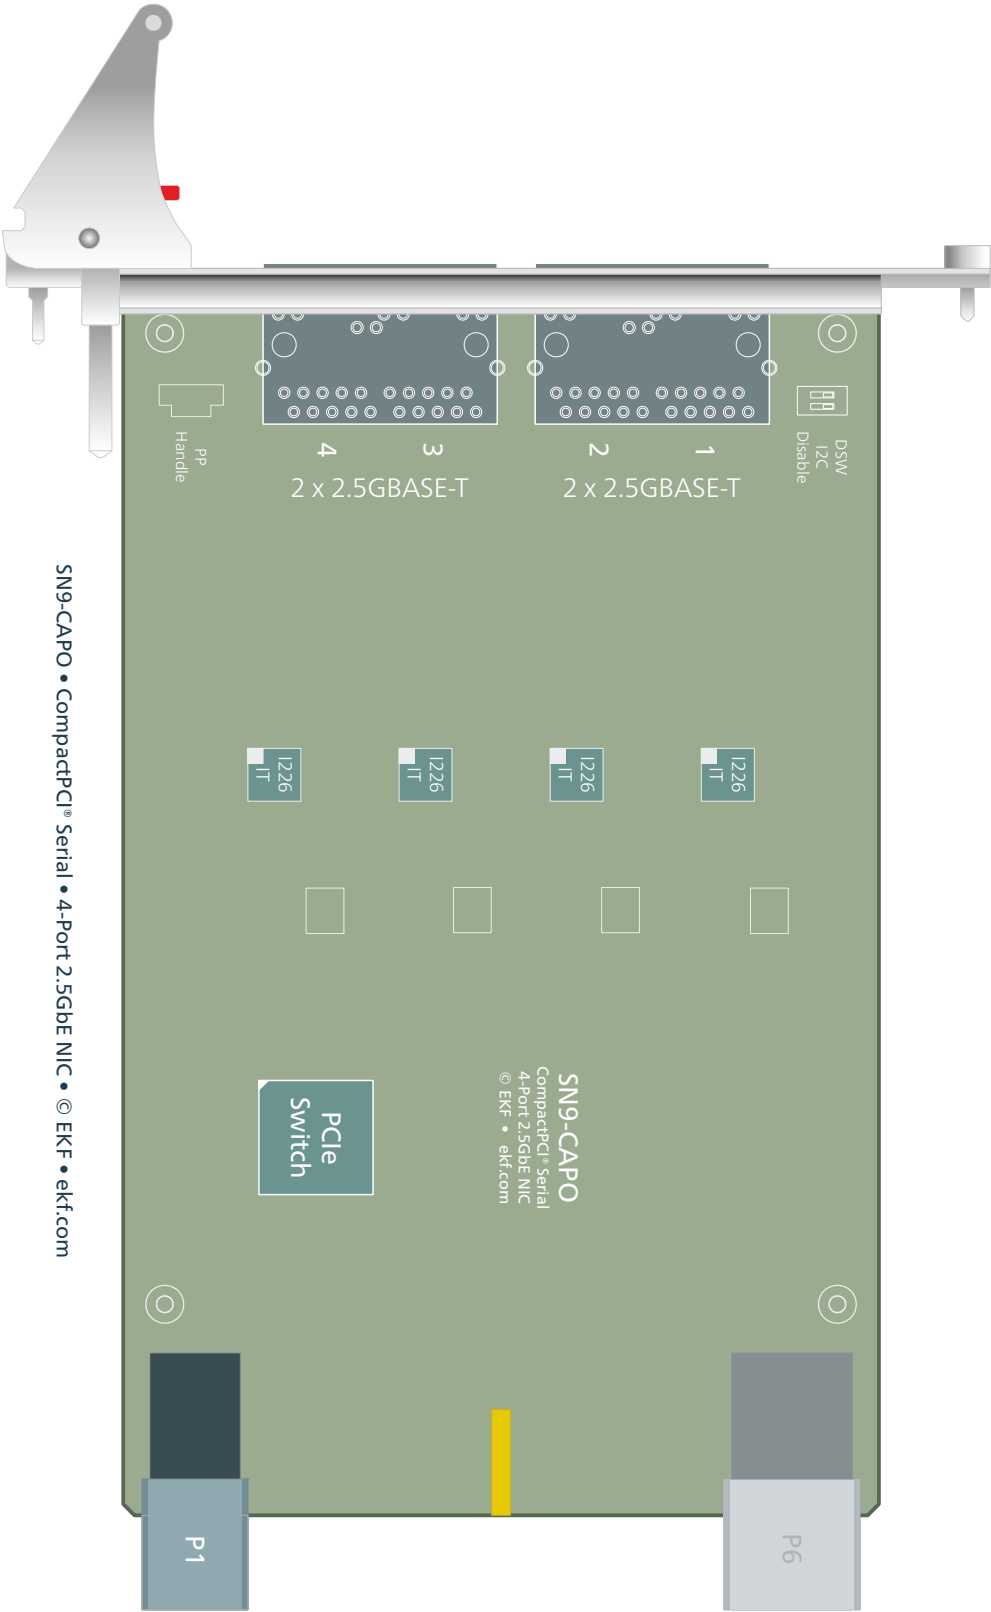 4
3
2
1
2 x 2.5GBASE-T
2 x 2.5GBASE-T
PP
Handle
DSW
I2C
Disable
SN9-CAPO • CompactPCI® Serial • 4-Port 2.5GbE NIC • © EKF • ekf.com
I226
IT
I226
IT
I226
IT
I226
IT
PCIe
Switch
SN9-CAPO
CompactPCI® Serial
4-Port 2.5GbE NIC
© EKF • ekf.com
P1
P6